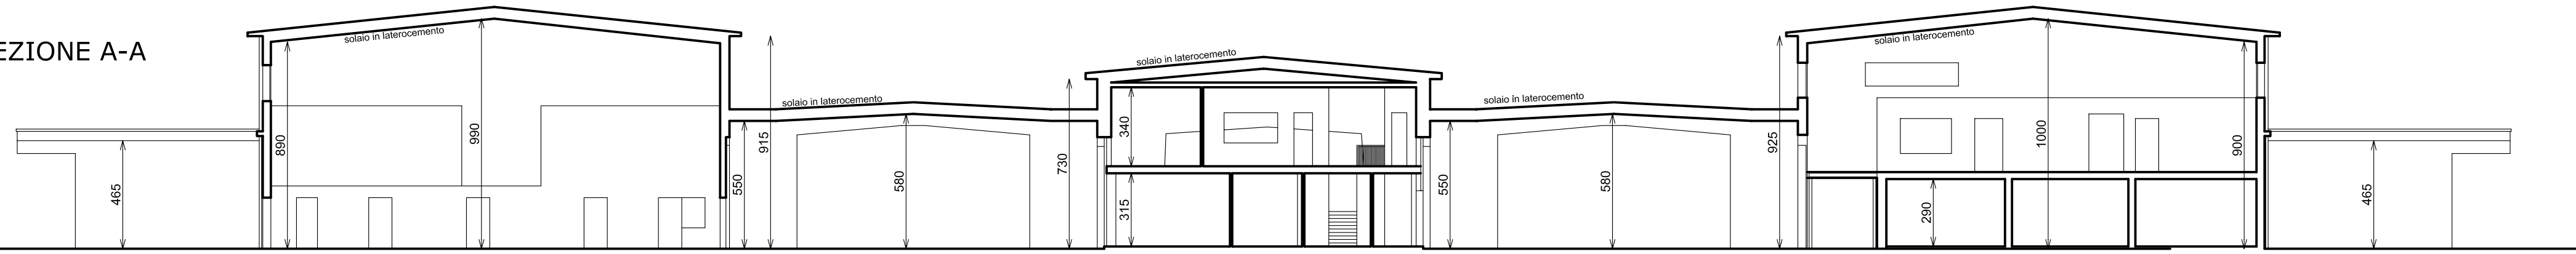 EZIONE A-A
solaio in laterocemento
890
990
465
solaio in laterocemento
915
550
580
solaio in laterocemento
730
340
315
solaio in laterocemento
550
580
solaio in laterocemento
925
1000
900
290
465